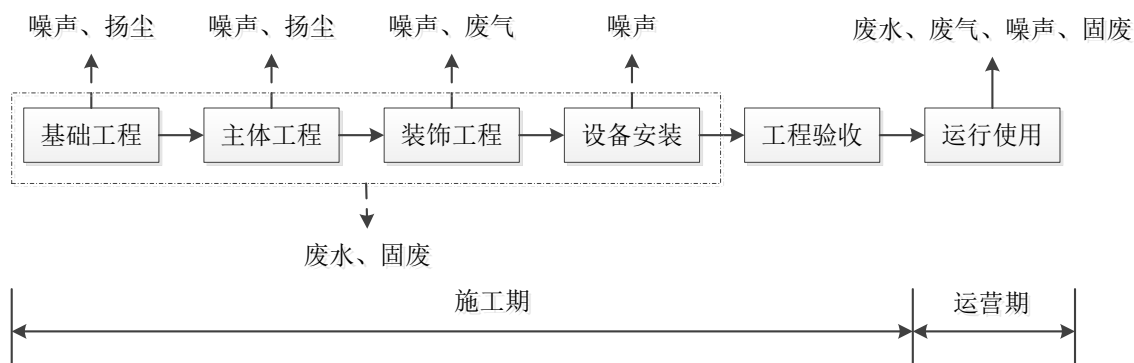 噪声、扬尘 噪声、扬尘 噪声、废气 噪声 废水、废气、噪声、固废
基础工程 主体工程 装饰工程 设备安装 工程验收 运行使用
废水、固废
施工期 运营期